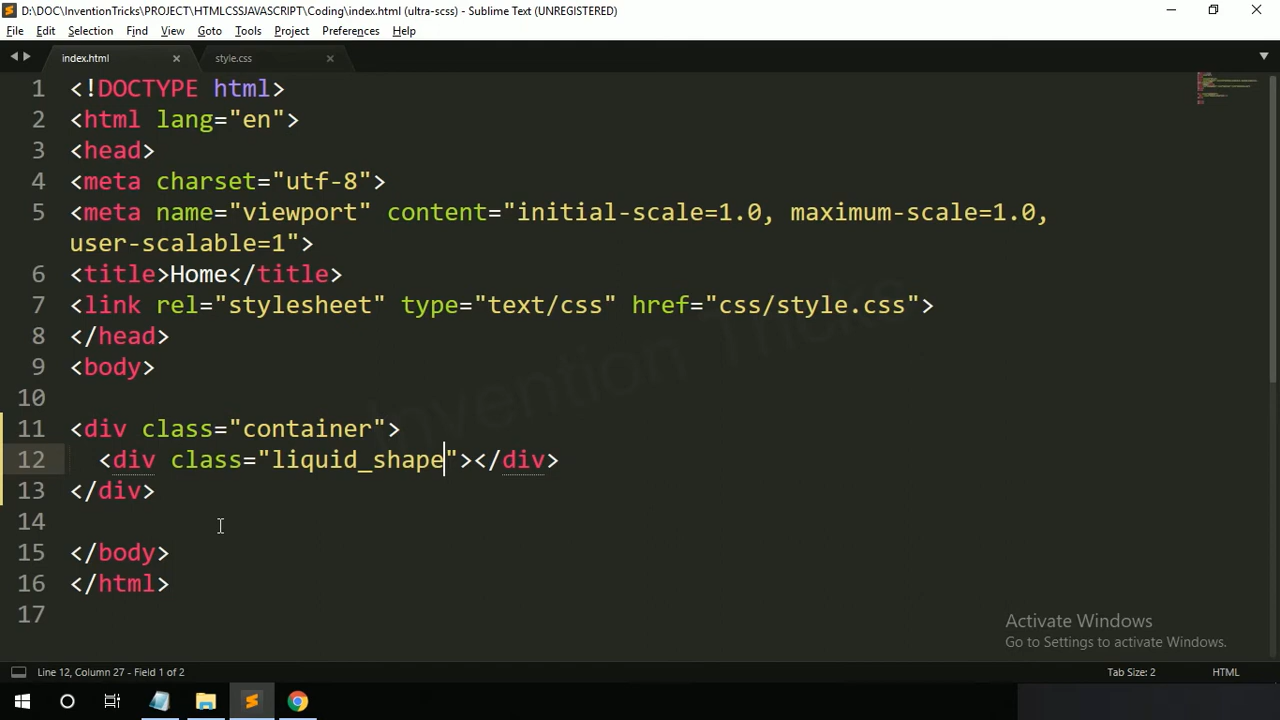 D:\DOC\InventionTricks\PROJECT\HTMLCSSJAVASCRIPT\Coding\index.html (ultra-scss) - Sublime Text (UNREGISTERED)
File Edit Selection Find View Goto Tools Project Preferences Help
index.html style.css
1 <!DOCTYPE html>
2 <html lang="en">
3 <head>
4 <meta charset="utf-8">
5 <meta name="viewport" content="initial-scale=1.0, maximum-scale=1.0,
user-scalable=1">
6 <title>Home</title>
7 <link rel="stylesheet" type="text/css" href="css/style.css">
8 </head>
9 <body>
10
11 <div class="container">
12 <div class="liquid_shape"></div>
13 </div>
14
15 </body>
16 </html>
17
Invention Tricks
Activate Windows
Go to Settings to activate Windows.
Line 12, Column 27 - Field 1 of 2 Tab Size: 2 HTML